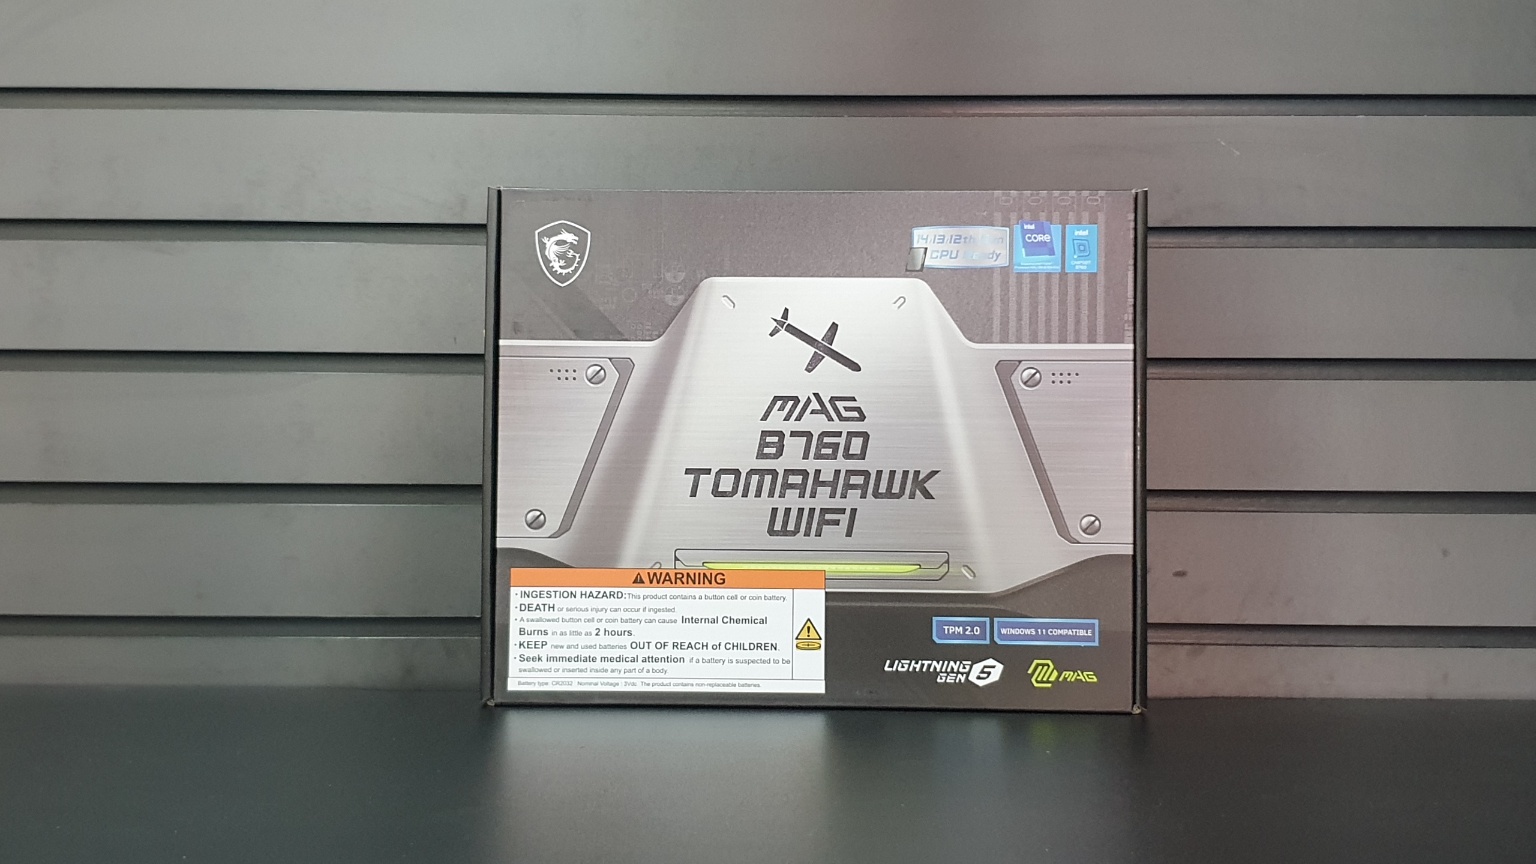 14,13,12th Gen
CPU Ready
intel
CORE
intel
MAG
B760
TOMAHAWK
WIFI
WARNING
· INGESTION HAZARD: This product contains a button cell or coin battery.
· DEATH or serious injury can occur if ingested.
· A swallowed button cell or coin battery can cause Internal Chemical
Burns in as little as 2 hours.
· KEEP new and used batteries OUT OF REACH of CHILDREN.
· Seek immediate medical attention if a battery is suspected to be
swallowed or inserted inside any part of a body.
Battery type: CR2032 Nominal Voltage: 3Vdc The product contains non-replaceable batteries.
TPM 2.0
WINDOWS 11 COMPATIBLE
LIGHTNING
GEN 5
MAG